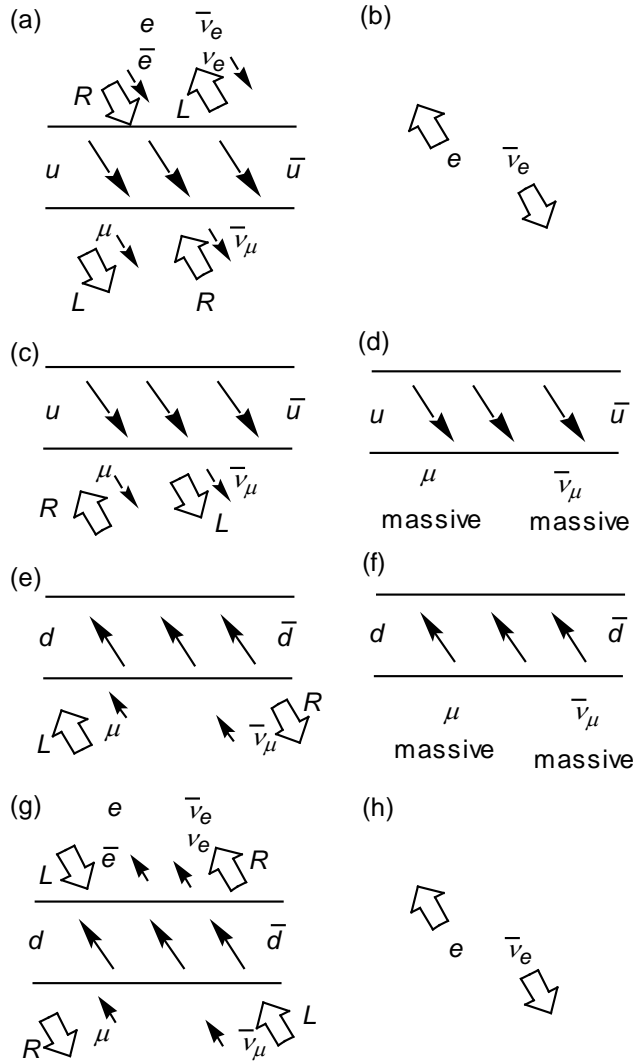 (a)
e ν̅e
e̅ νe
R L
u u̅
μ ν̅μ
L R
(b)
e ν̅e
(c)
u u̅
μ ν̅μ
R L
(d)
u u̅
μ ν̅μ
massive massive
(e)
d d̅
R
L μ ν̅μ
(f)
d d̅
μ ν̅μ
massive massive
(g)
e ν̅e
L e̅ νe R
d d̅
R μ ν̅μ L
(h)
e ν̅e